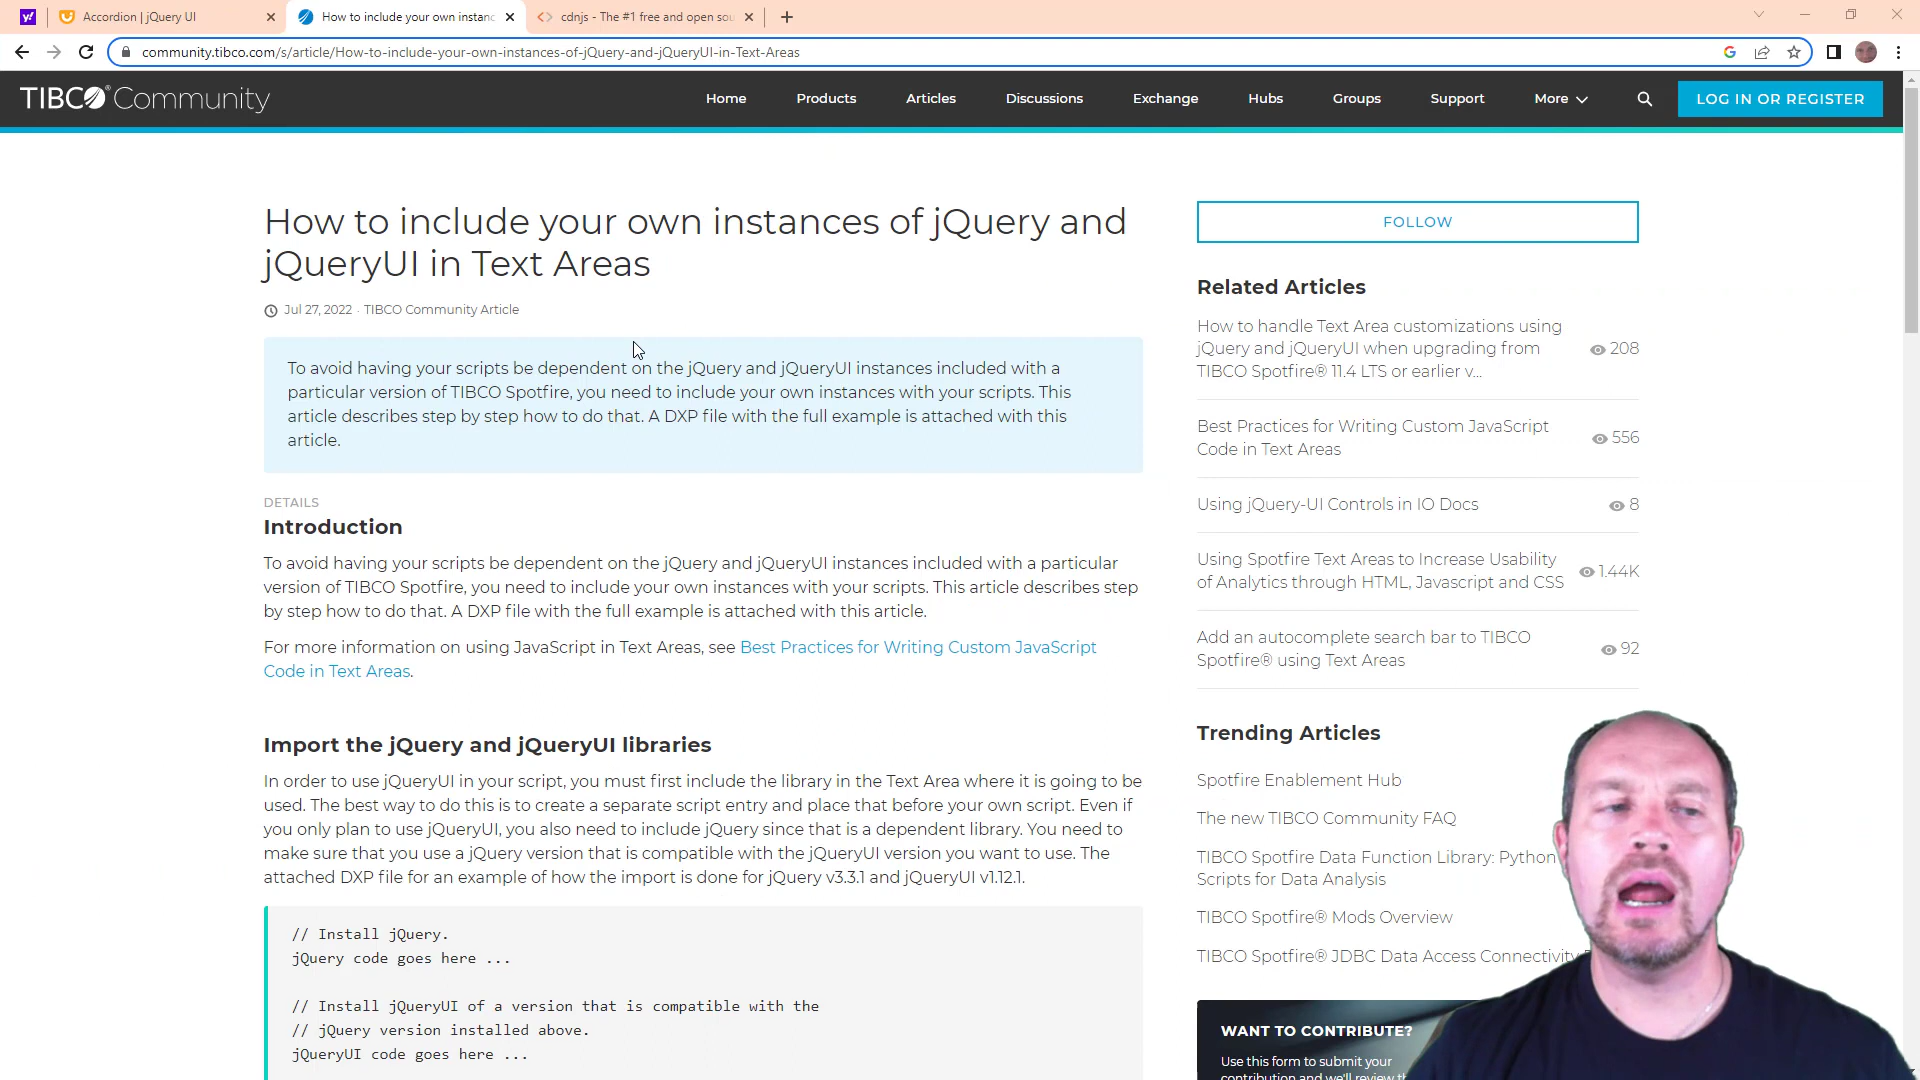 Accordion | jQuery UI
How to include your own instanc
cdnjs - The #1 free and open sou
community.tibco.com/s/article/How-to-include-your-own-instances-of-jQuery-and-jQueryUI-in-Text-Areas
TIBCO® Community
Home
Products
Articles
Discussions
Exchange
Hubs
Groups
Support
More
LOG IN OR REGISTER
How to include your own instances of jQuery and
jQueryUI in Text Areas
Jul 27, 2022 · TIBCO Community Article
To avoid having your scripts be dependent on the jQuery and jQueryUI instances included with a
particular version of TIBCO Spotfire, you need to include your own instances with your scripts. This
article describes step by step how to do that. A DXP file with the full example is attached with this
article.
DETAILS
Introduction
To avoid having your scripts be dependent on the jQuery and jQueryUI instances included with a particular
version of TIBCO Spotfire, you need to include your own instances with your scripts. This article describes step
by step how to do that. A DXP file with the full example is attached with this article.
For more information on using JavaScript in Text Areas, see Best Practices for Writing Custom JavaScript
Code in Text Areas.
Import the jQuery and jQueryUI libraries
In order to use jQueryUI in your script, you must first include the library in the Text Area where it is going to be
used. The best way to do this is to create a separate script entry and place that before your own script. Even if
you only plan to use jQueryUI, you also need to include jQuery since that is a dependent library. You need to
make sure that you use a jQuery version that is compatible with the jQueryUI version you want to use. The
attached DXP file for an example of how the import is done for jQuery v3.3.1 and jQueryUI v1.12.1.
// Install jQuery.
jQuery code goes here ...
// Install jQueryUI of a version that is compatible with the
// jQuery version installed above.
jQueryUI code goes here ...
FOLLOW
Related Articles
How to handle Text Area customizations using
jQuery and jQueryUI when upgrading from
TIBCO Spotfire® 11.4 LTS or earlier v...
208
Best Practices for Writing Custom JavaScript
Code in Text Areas
556
Using jQuery-UI Controls in IO Docs
8
Using Spotfire Text Areas to Increase Usability
of Analytics through HTML, Javascript and CSS
1.44K
Add an autocomplete search bar to TIBCO
Spotfire® using Text Areas
92
Trending Articles
Spotfire Enablement Hub
The new TIBCO Community FAQ
TIBCO Spotfire Data Function Library: Python
Scripts for Data Analysis
TIBCO Spotfire® Mods Overview
TIBCO Spotfire® JDBC Data Access Connectivity
WANT TO CONTRIBUTE?
Use this form to submit your
contribution and we'll review